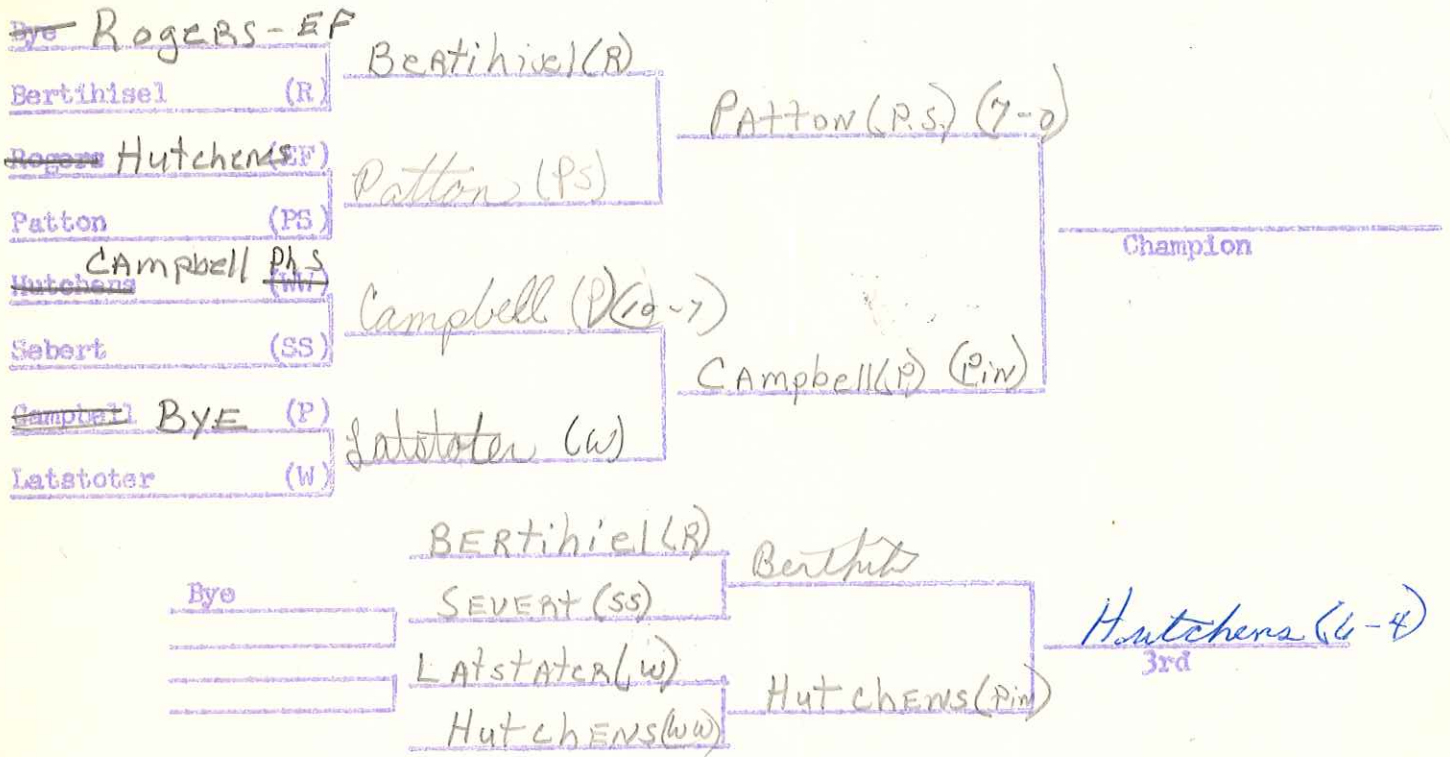 Bye Rogers - EF
Bertihisel (R)
Bertihisel (R)
Rogers Hutchens (EF)
Patton (PS)
Patton (PS)
Patton (P.S.) (7-0)
Campbell Ph S
Hutchens (WW)
Sebert (SS)
Campbell (P) (10-7)
Campbell BYE (P)
Latstoter (W)
Latstoter (W)
Campbell (P) (Pin)
Champion
Bye
Bertihiel (R)
Severt (SS)
Latstater (W)
Hutchens (WW)
Hutchens (Pin)
Hutchens (6-4)
3rd